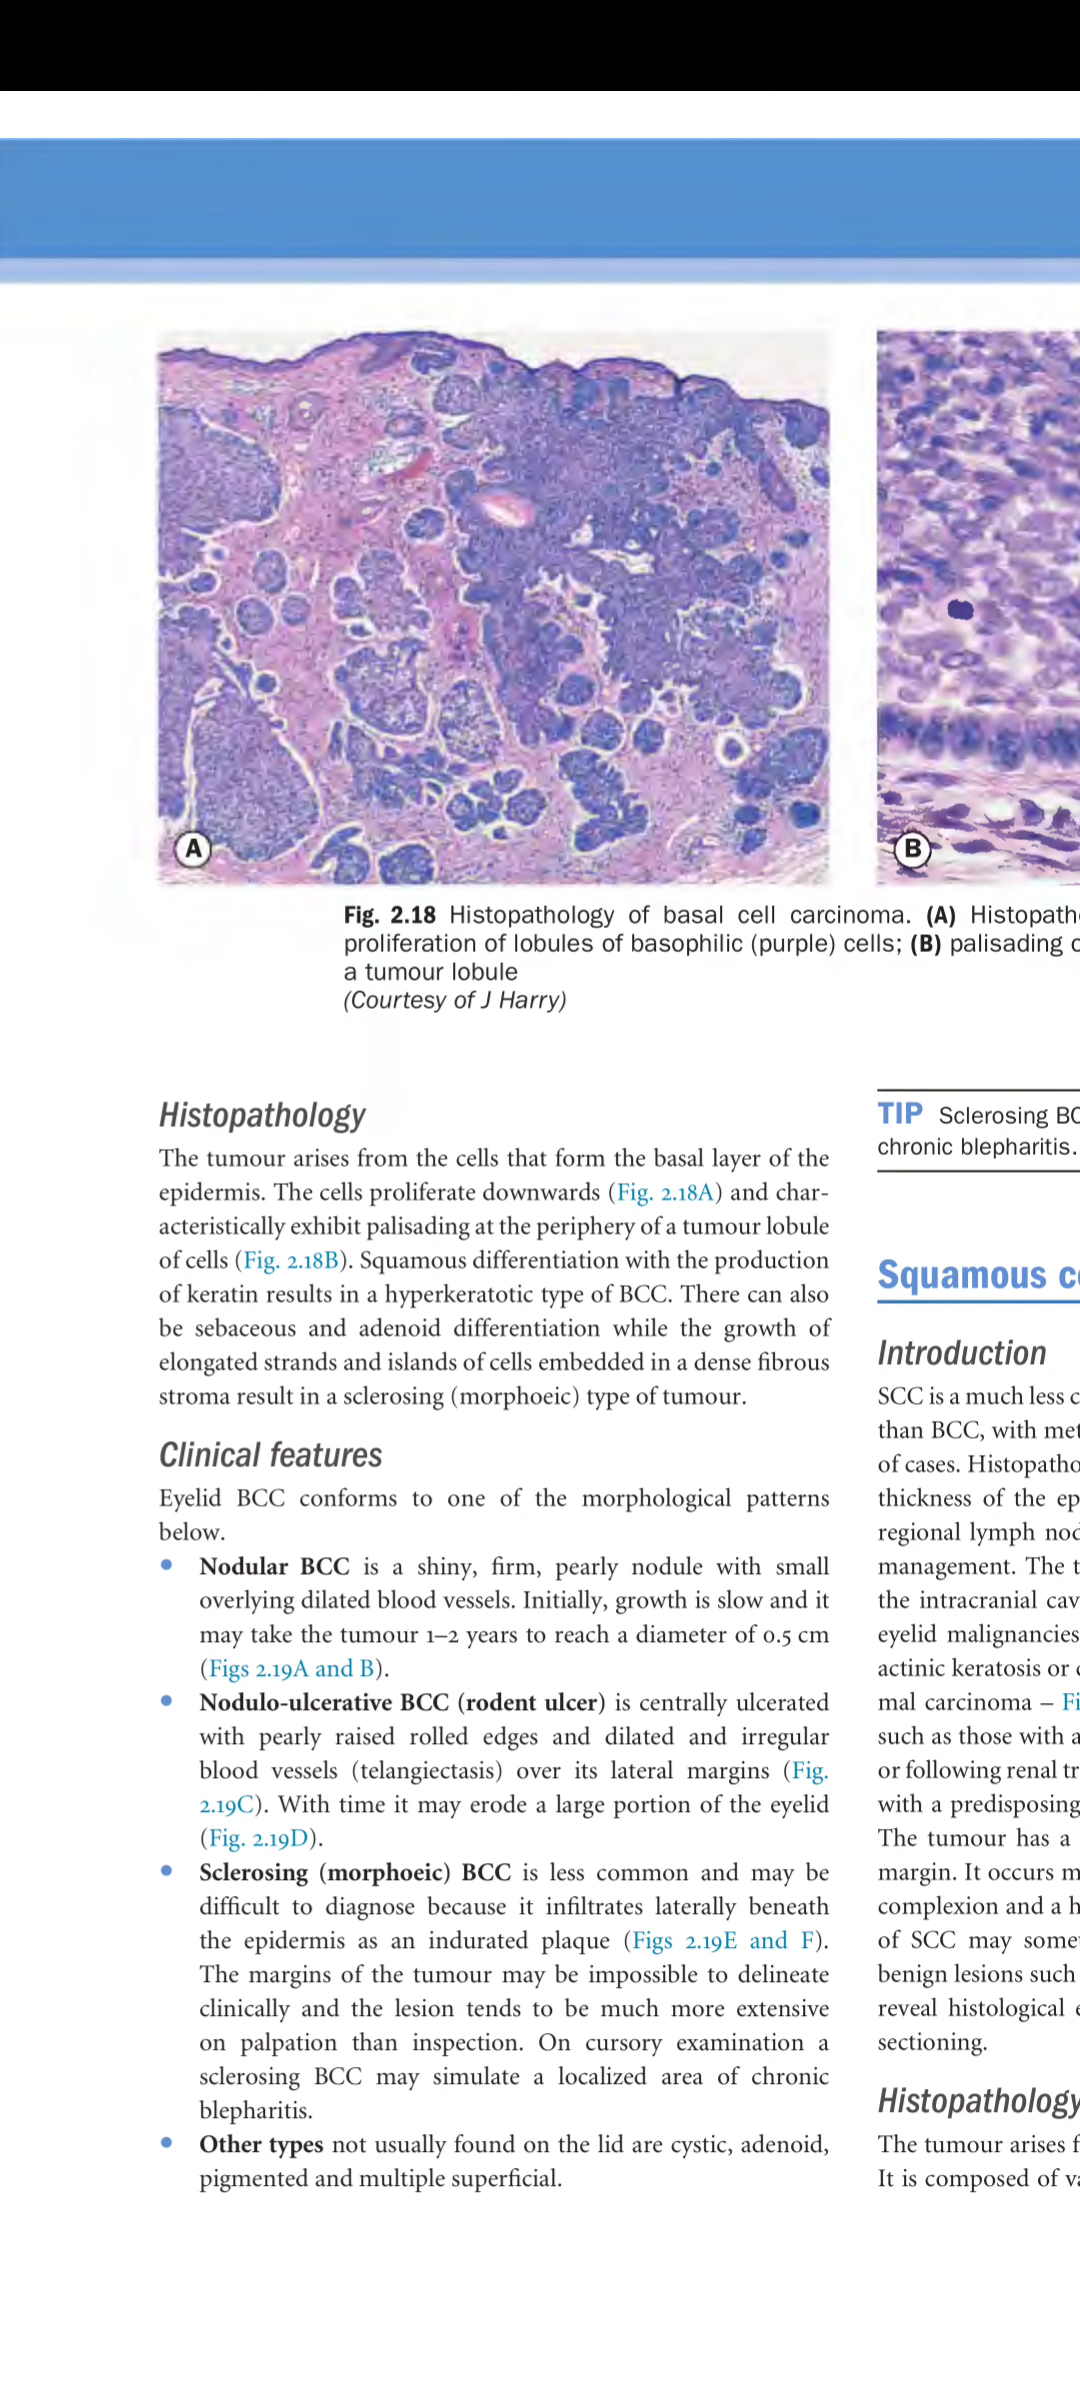 A
B
Fig. 2.18 Histopathology of basal cell carcinoma. (A)
proliferation of lobules of basophilic (purple) cells; (B) palisading
a tumour lobule
(Courtesy of J Harry)
Histopathology
The tumour arises from the cells that form the basal layer of the
epidermis. The cells proliferate downwards (Fig. 2.18A) and char-
acteristically exhibit palisading at the periphery of a tumour lobule
of cells (Fig. 2.18B). Squamous differentiation with the production
of keratin results in a hyperkeratotic type of BCC. There can also
be sebaceous and adenoid differentiation while the growth of
elongated strands and islands of cells embedded in a dense fibrous
stroma result in a sclerosing (morphoeic) type of tumour.
Clinical features
Eyelid BCC conforms to one of the morphological patterns
below.
• Nodular BCC is a shiny, firm, pearly nodule with small
overlying dilated blood vessels. Initially, growth is slow and it
may take the tumour 1–2 years to reach a diameter of 0.5 cm
(Figs 2.19A and B).
• Nodulo-ulcerative BCC (rodent ulcer) is centrally ulcerated
with pearly raised rolled edges and dilated and irregular
blood vessels (telangiectasis) over its lateral margins (Fig.
2.19C). With time it may erode a large portion of the eyelid
(Fig. 2.19D).
• Sclerosing (morphoeic) BCC is less common and may be
difficult to diagnose because it infiltrates laterally beneath
the epidermis as an indurated plaque (Figs 2.19E and F).
The margins of the tumour may be impossible to delineate
clinically and the lesion tends to be much more extensive
on palpation than inspection. On cursory examination a
sclerosing BCC may simulate a localized area of chronic
blepharitis.
• Other types not usually found on the lid are cystic, adenoid,
pigmented and multiple superficial.
TIP Sclerosing
chronic blepharitis.
Squamous
Introduction
SCC is a much less
than BCC, with
of cases.
thickness of the
regional lymph
management. The
the intracranial
eyelid malignancies
actinic keratosis or
mal carcinoma –
such as those with
or following renal
with a predisposing
The tumour has a
margin. It occurs
complexion and a
of SCC may
benign lesions such
reveal histological
sectioning.
Histopathology
The tumour arises
It is composed of